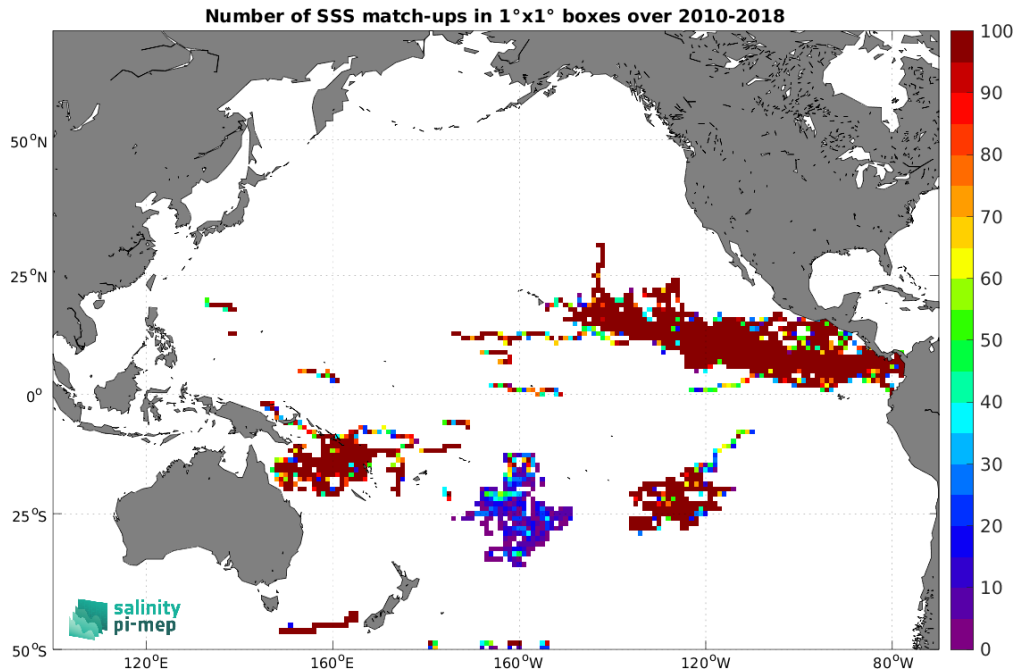 Number of SSS match-ups in 1°x1° boxes over 2010-2018
100
90
80
70
60
50
40
30
20
10
0
50°N
25°N
0°
25°S
50°S
120°E
160°E
160°W
120°W
80°W
salinity
pi-mep